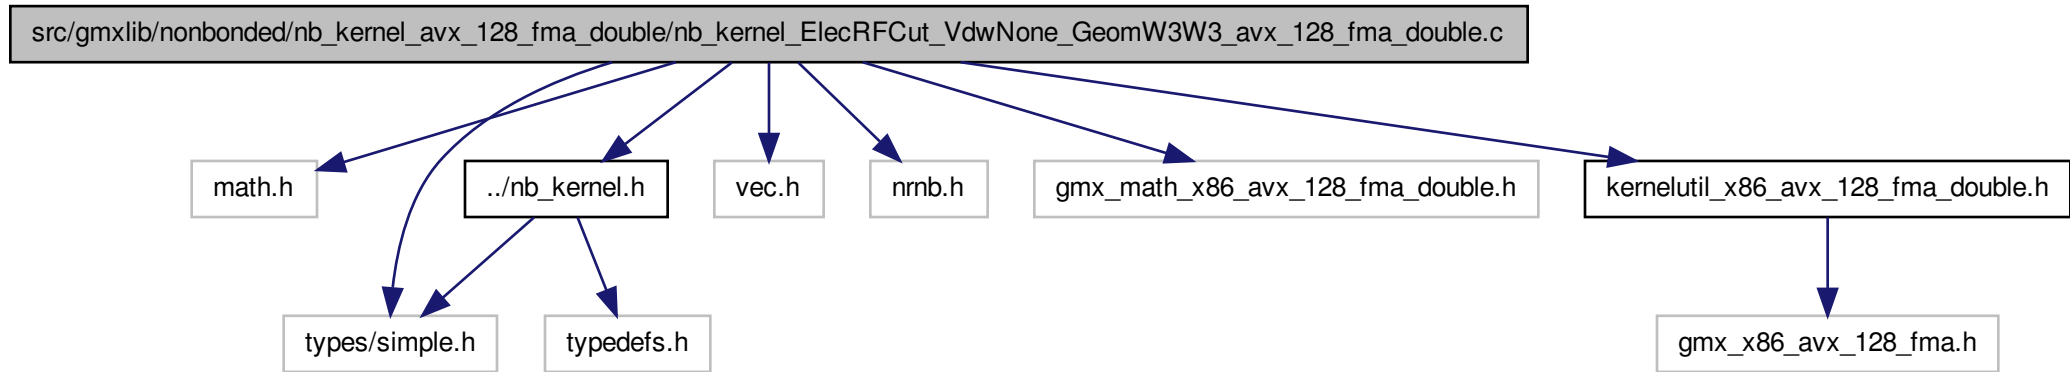 src/gmxlib/nonbonded/nb_kernel_avx_128_fma_double/nb_kernel_ElecRFCut_VdwNone_GeomW3W3_avx_128_fma_double.c
math.h
../nb_kernel.h
vec.h
nrnb.h
gmx_math_x86_avx_128_fma_double.h
kernelutil_x86_avx_128_fma_double.h
types/simple.h
typedefs.h
gmx_x86_avx_128_fma.h